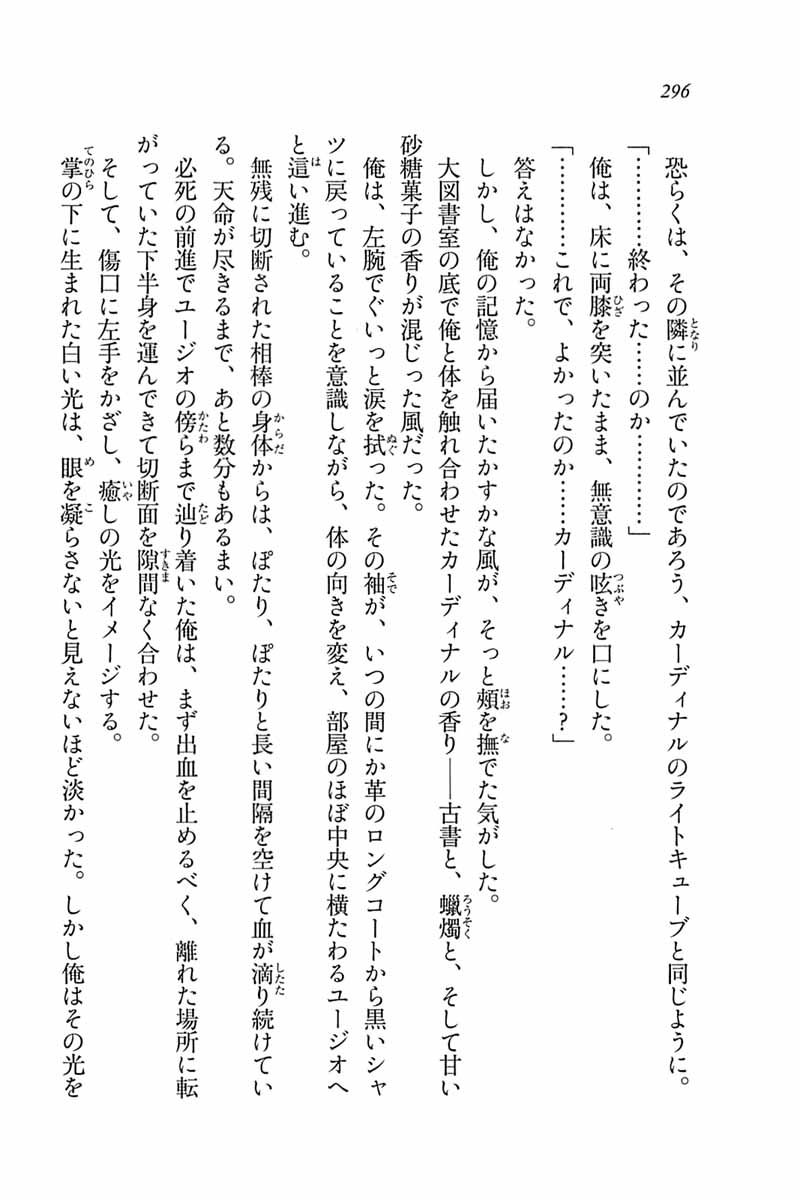 296
恐らくは、その隣に並んでいたのであろう、カーディナルのライトキューブと同じように。
「…………終わった……のか…………」
俺は、床に両膝を突いたまま、無意識の呟きを口にした。
「…………これで、よかったのか……カーディナル……?」
答えはなかった。
しかし、俺の記憶から届いたかすかな風が、そっと頰を撫でた気がした。
大図書室の底で俺と体を触れ合わせたカーディナルの香り――古書と、蠟燭と、そして甘い
砂糖菓子の香りが混じった風だった。
俺は、左腕でぐいっと涙を拭った。その袖が、いつの間にか革のロングコートから黒いシャ
ツに戻っていることを意識しながら、体の向きを変え、部屋のほぼ中央に横たわるユージオへ
と這い進む。
無残に切断された相棒の身体からは、ぽたり、ぽたりと長い間隔を空けて血が滴り続けてい
る。天命が尽きるまで、あと数分もあるまい。
必死の前進でユージオの傍らまで辿り着いた俺は、まず出血を止めるべく、離れた場所に転
がっていた下半身を運んできて切断面を隙間なく合わせた。
そして、傷口に左手をかざし、癒しの光をイメージする。
掌の下に生まれた白い光は、眼を凝らさないと見えないほど淡かった。しかし俺はその光を